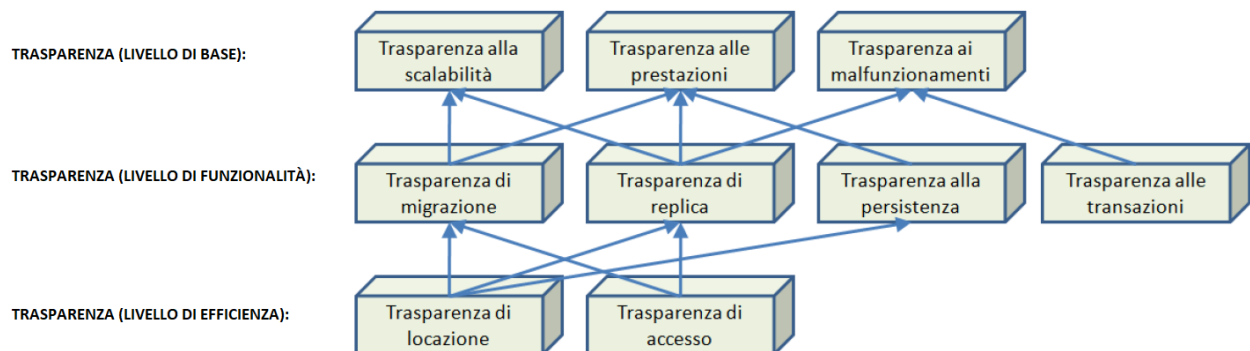 TRASPARENZA (LIVELLO DI BASE):
Trasparenza alla
scalabilità
Trasparenza alle
prestazioni
Trasparenza ai
malfunzionamenti
TRASPARENZA (LIVELLO DI FUNZIONALITÀ):
Trasparenza di
migrazione
Trasparenza di
replica
Trasparenza alla
persistenza
Trasparenza alle
transazioni
TRASPARENZA (LIVELLO DI EFFICIENZA):
Trasparenza di
locazione
Trasparenza di
accesso